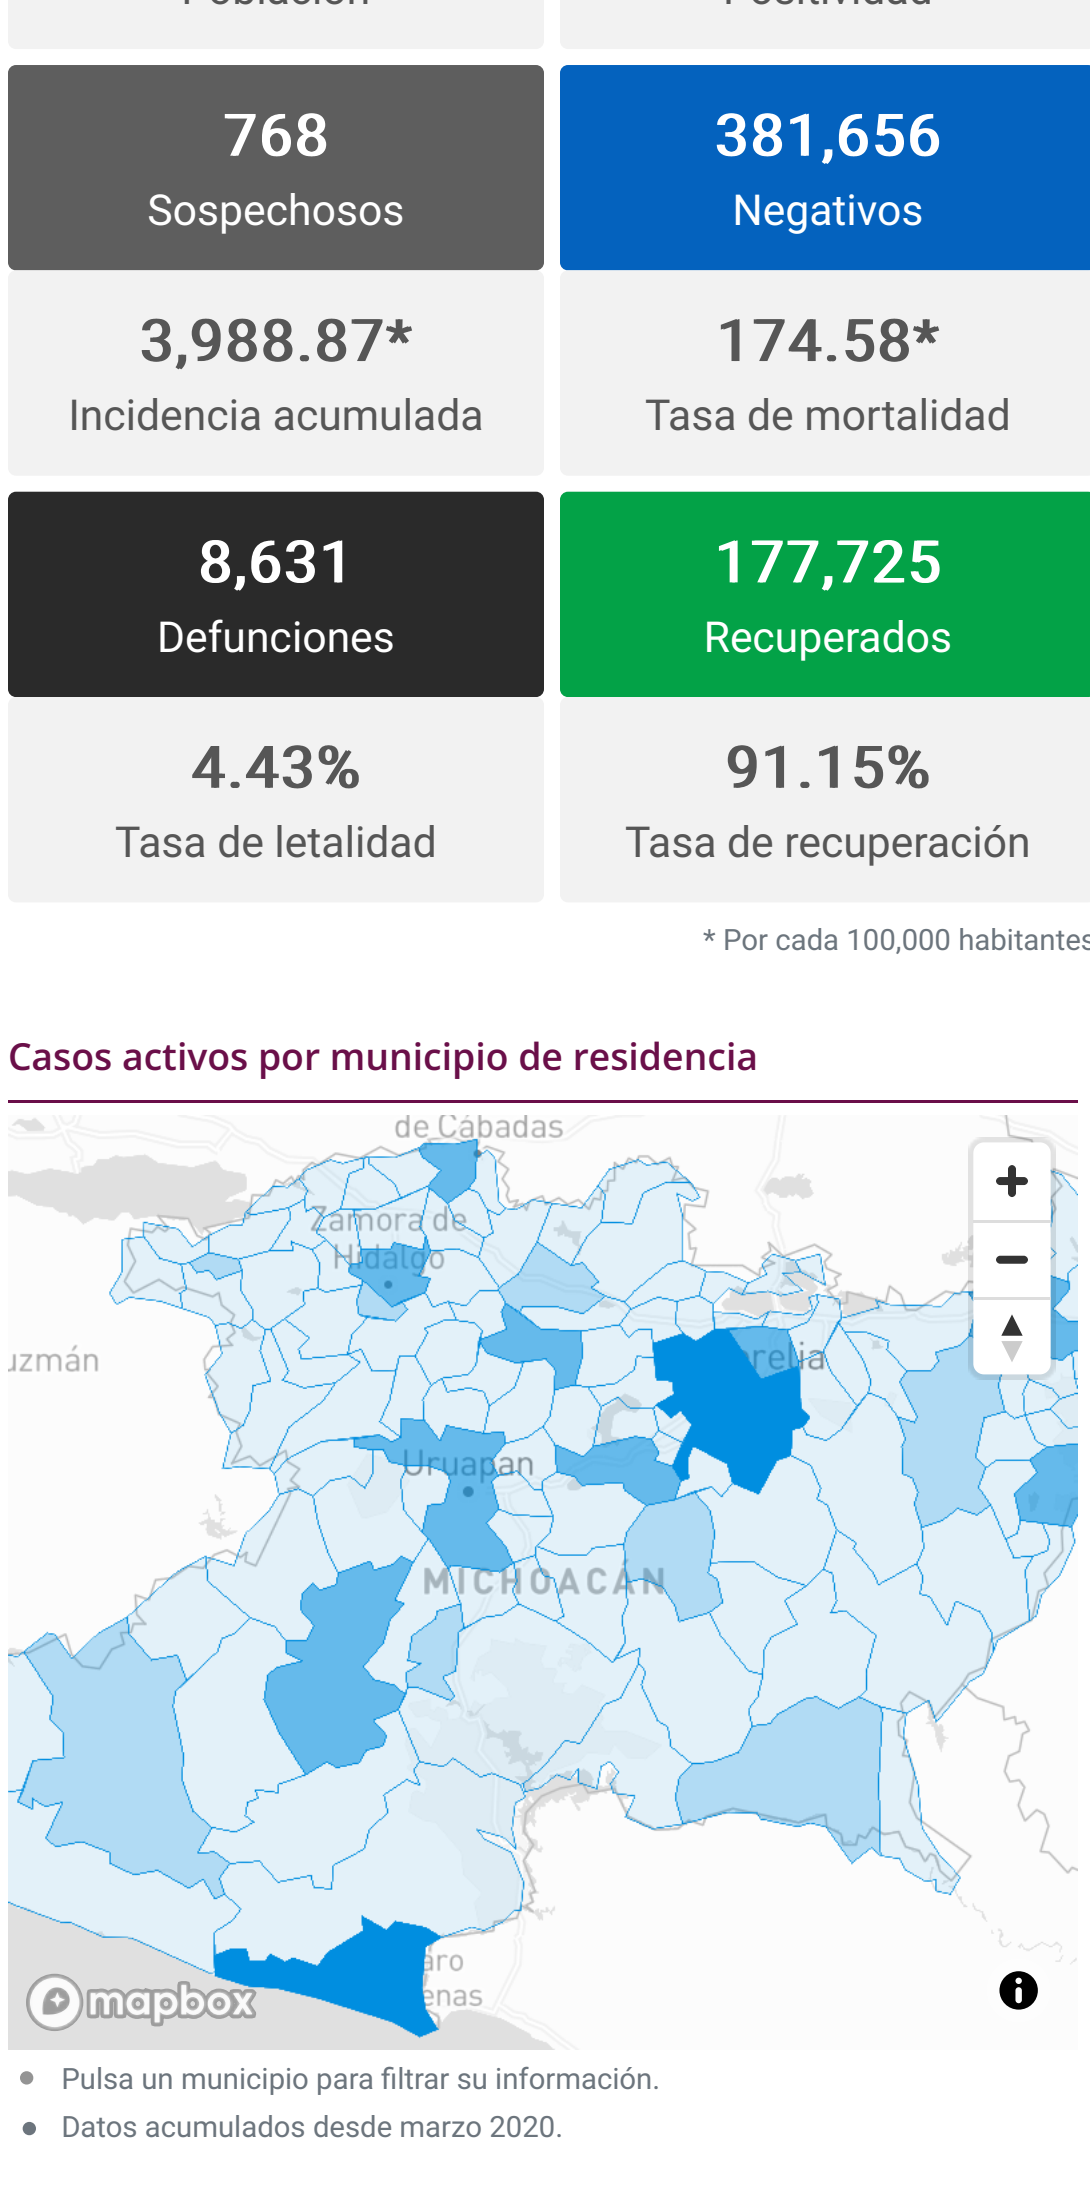 768
381,656
Sospechosos
Negativos
3,988.87*
174.58*
Incidencia acumulada
Tasa de mortalidad
8,631
177,725
Defunciones
Recuperados
4.43%
91.15%
Tasa de letalidad
Tasa de recuperación
* Por cada 100,000 habitantes
Casos activos por municipio de residencia
de Cabadas
Zamora de
Hidalgo
uzmán
relia
Uruapan
MICHOACÁN
aro
enas
mapbox
Pulsa un municipio para filtrar su información.
Datos acumulados desde marzo 2020.